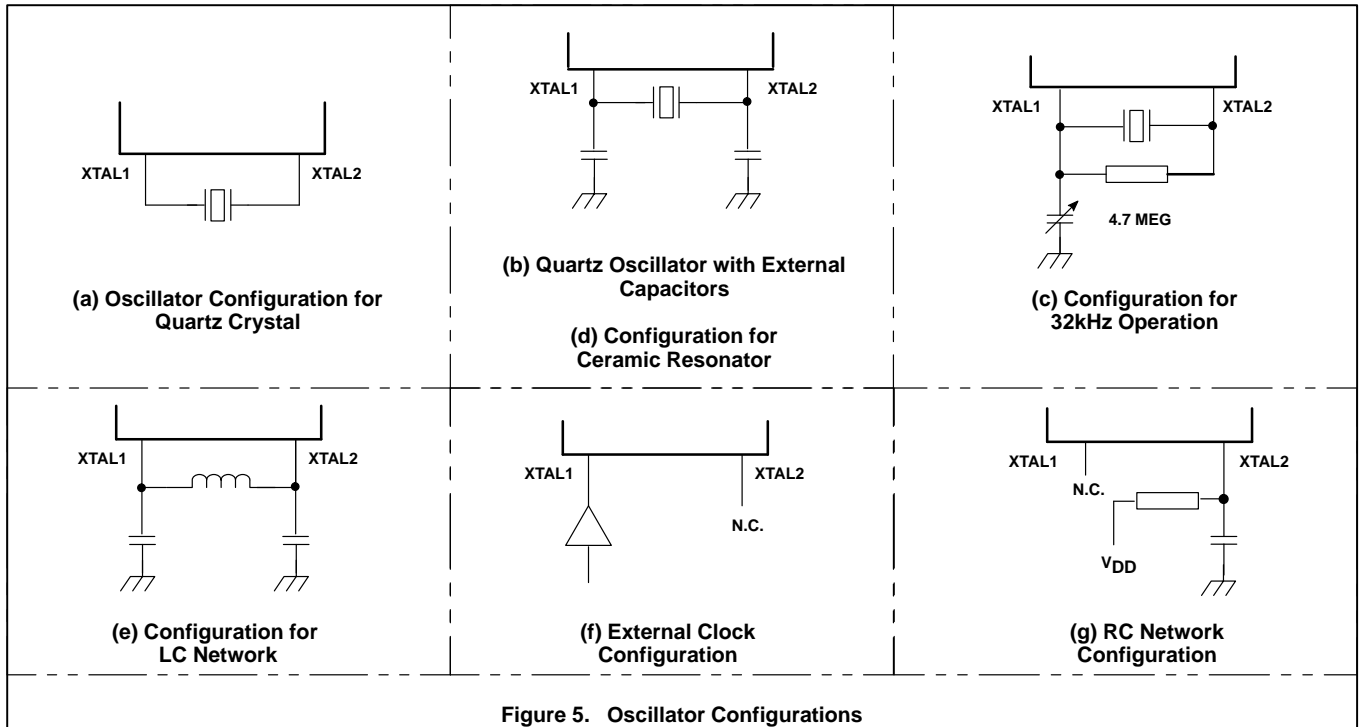 XTAL1
XTAL2
(a) Oscillator Configuration for
Quartz Crystal
XTAL1
XTAL2
(b) Quartz Oscillator with External
Capacitors
(d) Configuration for
Ceramic Resonator
XTAL1
XTAL2
4.7 MEG
(c) Configuration for
32kHz Operation
XTAL1
XTAL2
(e) Configuration for
LC Network
XTAL1
XTAL2
N.C.
(f) External Clock
Configuration
XTAL1
XTAL2
N.C.
VDD
(g) RC Network
Configuration
Figure 5. Oscillator Configurations